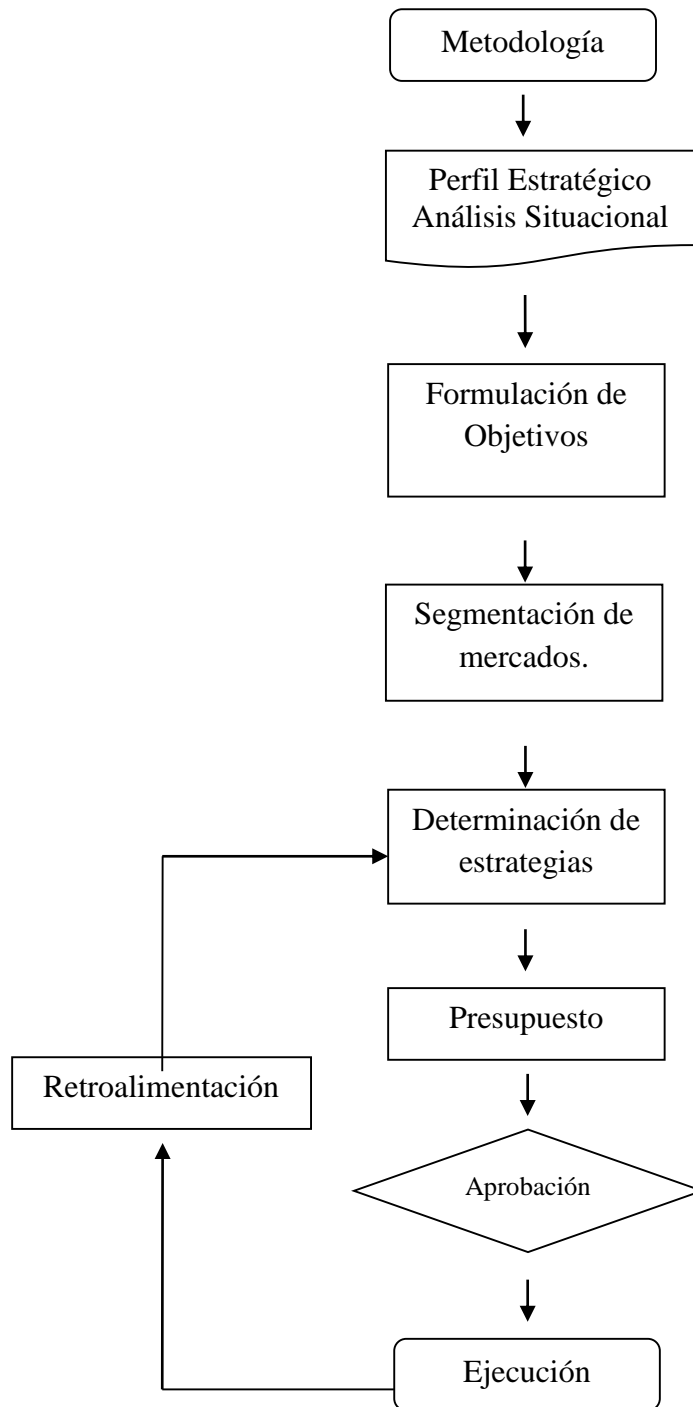 Metodología
Perfil Estratégico
Análisis Situacional
Formulación de
Objetivos
Segmentación de
mercados.
Determinación de
estrategias
Presupuesto
Retroalimentación
Aprobación
Ejecución